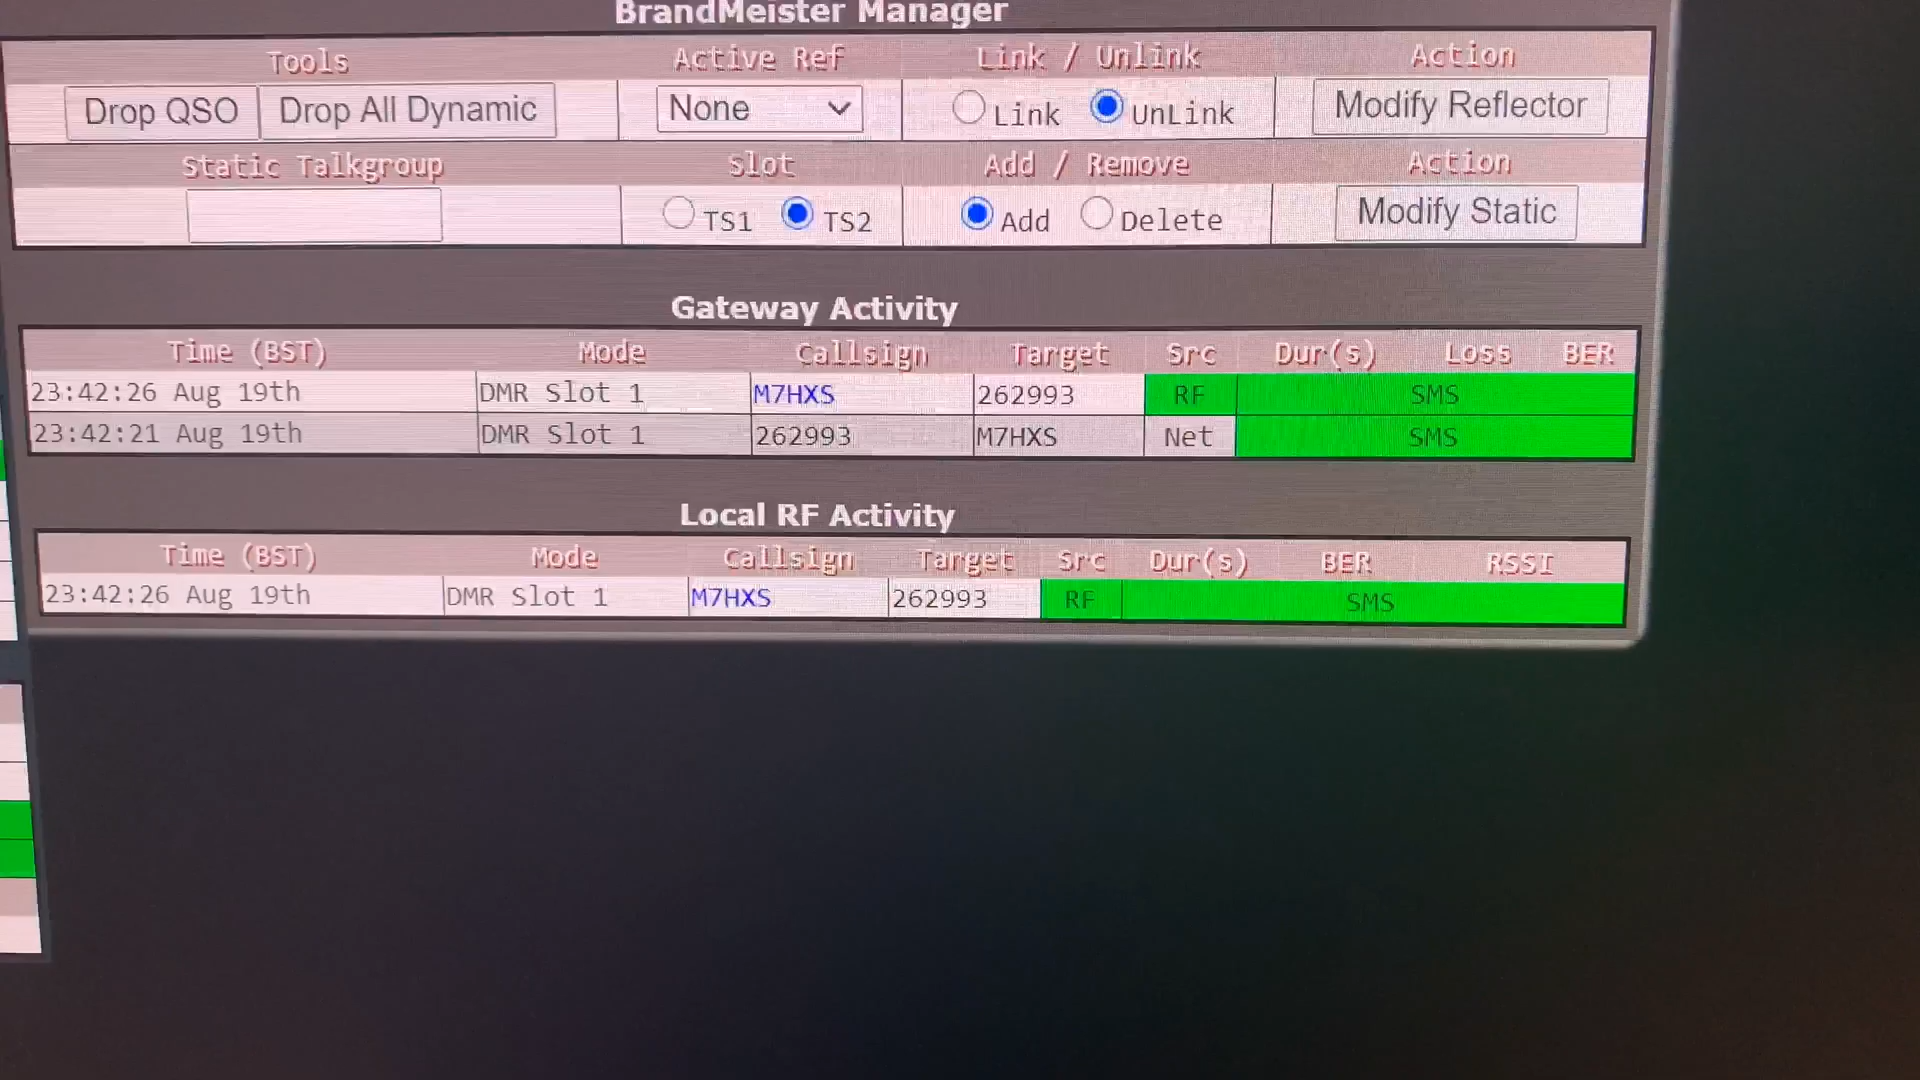 BrandMeister Manager
Tools Active Ref Link / Unlink Action
Drop QSO Drop All Dynamic None Link UnLink Modify Reflector
Static Talkgroup Slot Add / Remove Action
TS1 TS2 Add Delete Modify Static
Gateway Activity
Time (BST) Mode Callsign Target Src Dur(s) Loss BER
23:42:26 Aug 19th DMR Slot 1 M7HXS 262993 RF SMS
23:42:21 Aug 19th DMR Slot 1 262993 M7HXS Net SMS
Local RF Activity
Time (BST) Mode Callsign Target Src Dur(s) BER RSSI
23:42:26 Aug 19th DMR Slot 1 M7HXS 262993 RF SMS